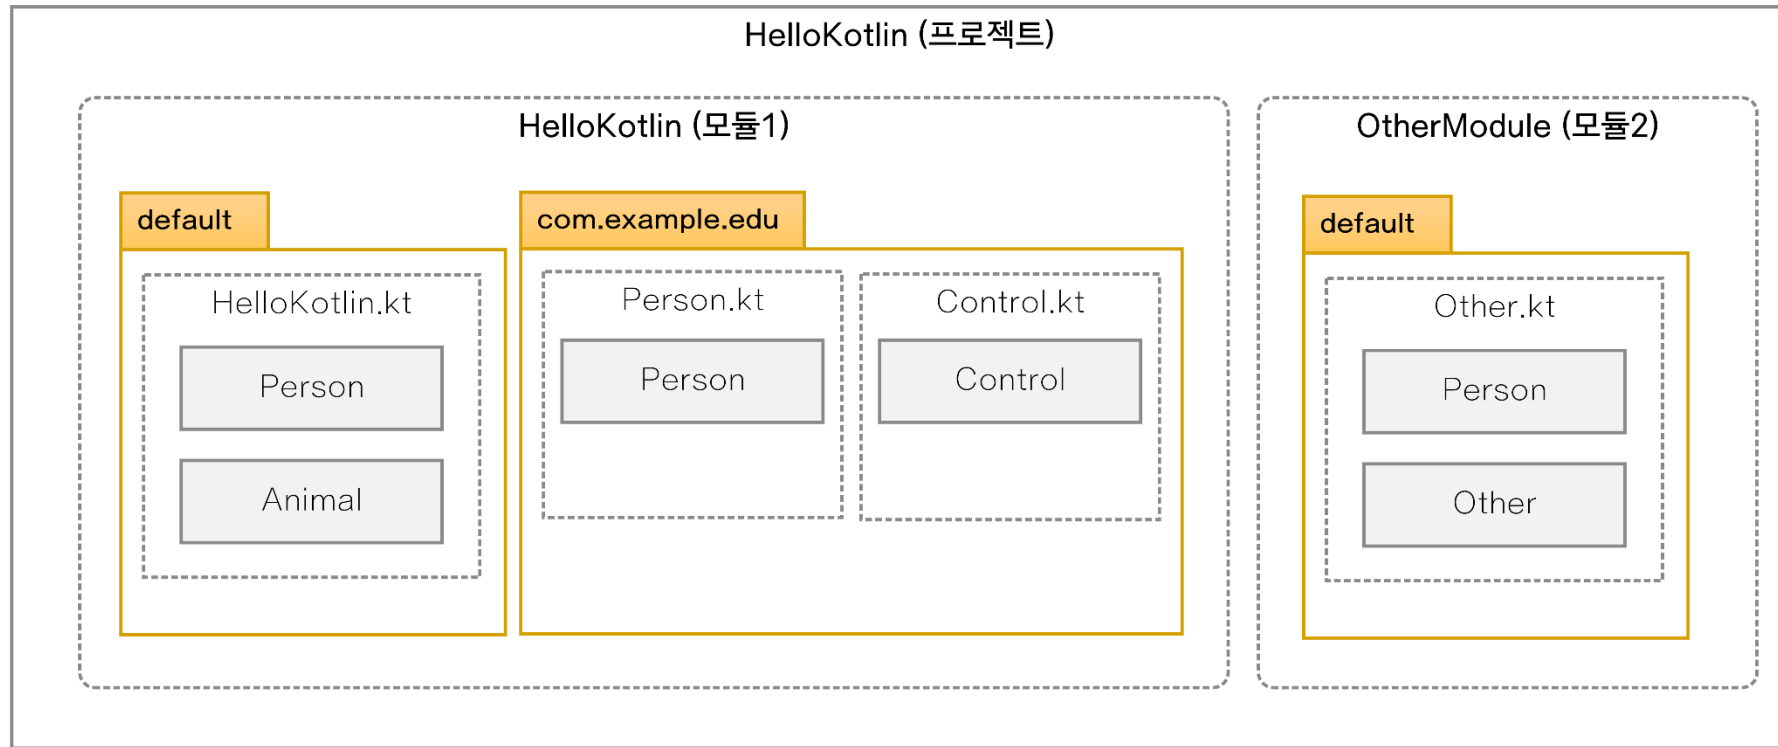 HelloKotlin (프로젝트)
HelloKotlin (모듈1)
default
HelloKotlin.kt
Person
Animal
com.example.edu
Person.kt
Person
Control.kt
Control
OtherModule (모듈2)
default
Other.kt
Person
Other